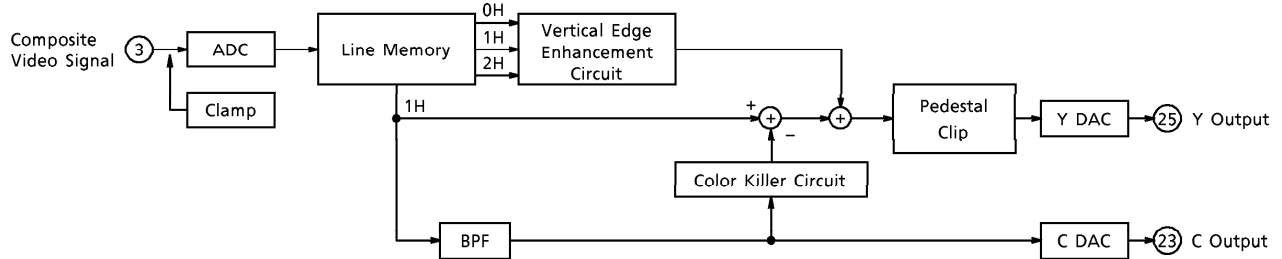 Composite
Video Signal
3
ADC
Clamp
Line Memory
0H
1H
2H
Vertical Edge
Enhancement
Circuit
1H
+
+
−
+
Pedestal
Clip
Y DAC
25
Y Output
Color Killer Circuit
BPF
C DAC
23
C Output